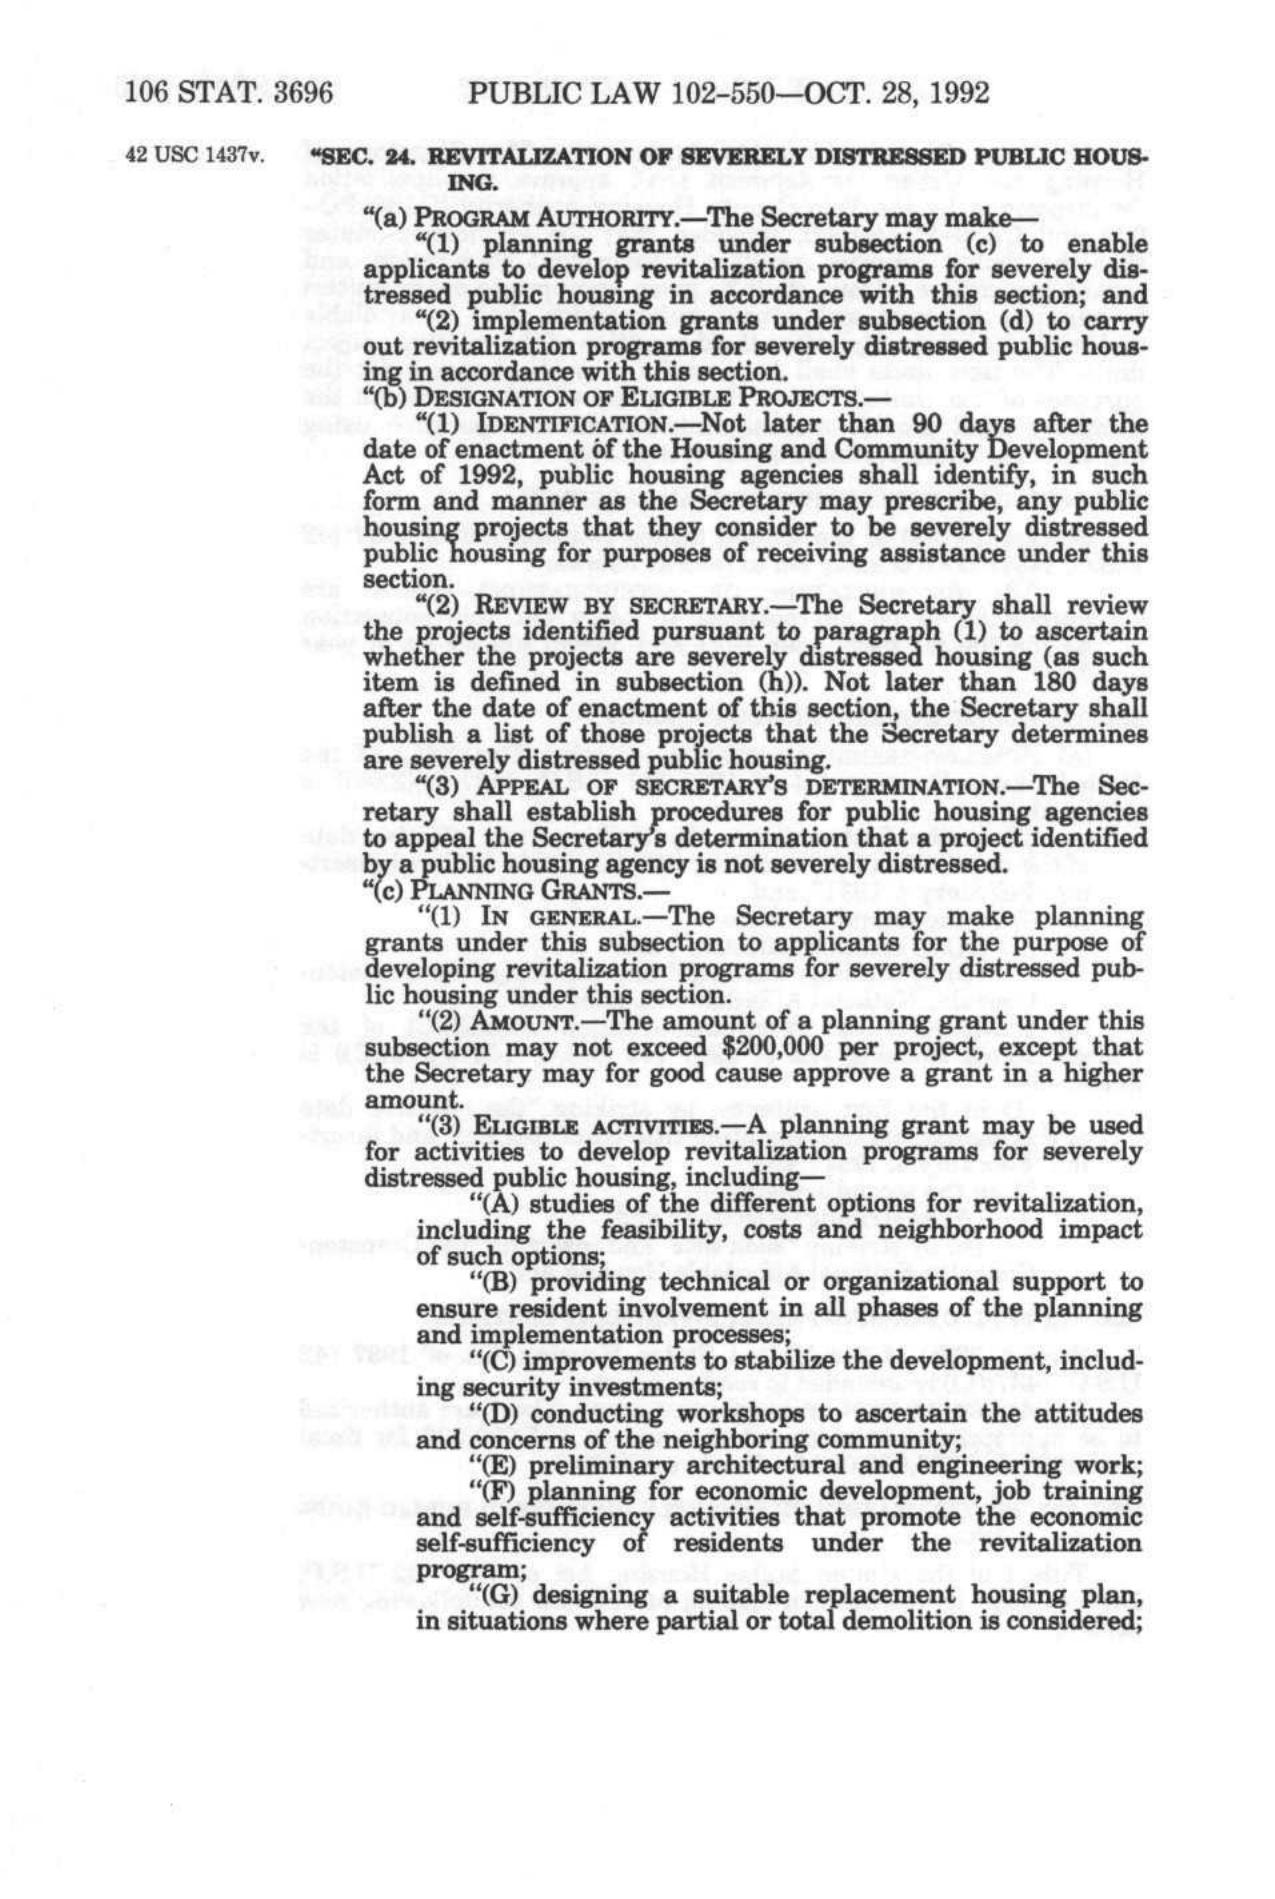 106 STAT. 3696 PUBLIC LAW 102–550—OCT. 28, 1992
42 USC 1437v.
“SEC. 24. REVITALIZATION OF SEVERELY DISTRESSED PUBLIC HOUS-
ING.
“(a) PROGRAM AUTHORITY.—The Secretary may make—
“(1) planning grants under subsection (c) to enable
applicants to develop revitalization programs for severely dis-
tressed public housing in accordance with this section; and
“(2) implementation grants under subsection (d) to carry
out revitalization programs for severely distressed public hous-
ing in accordance with this section.
“(b) DESIGNATION OF ELIGIBLE PROJECTS.—
“(1) IDENTIFICATION.—Not later than 90 days after the
date of enactment of the Housing and Community Development
Act of 1992, public housing agencies shall identify, in such
form and manner as the Secretary may prescribe, any public
housing projects that they consider to be severely distressed
public housing for purposes of receiving assistance under this
section.
“(2) REVIEW BY SECRETARY.—The Secretary shall review
the projects identified pursuant to paragraph (1) to ascertain
whether the projects are severely distressed housing (as such
item is defined in subsection (h)). Not later than 180 days
after the date of enactment of this section, the Secretary shall
publish a list of those projects that the Secretary determines
are severely distressed public housing.
“(3) APPEAL OF SECRETARY’S DETERMINATION.—The Sec-
retary shall establish procedures for public housing agencies
to appeal the Secretary’s determination that a project identified
by a public housing agency is not severely distressed.
“(c) PLANNING GRANTS.—
“(1) IN GENERAL.—The Secretary may make planning
grants under this subsection to applicants for the purpose of
developing revitalization programs for severely distressed pub-
lic housing under this section.
“(2) AMOUNT.—The amount of a planning grant under this
subsection may not exceed $200,000 per project, except that
the Secretary may for good cause approve a grant in a higher
amount.
“(3) ELIGIBLE ACTIVITIES.—A planning grant may be used
for activities to develop revitalization programs for severely
distressed public housing, including—
“(A) studies of the different options for revitalization,
including the feasibility, costs and neighborhood impact
of such options;
“(B) providing technical or organizational support to
ensure resident involvement in all phases of the planning
and implementation processes;
“(C) improvements to stabilize the development, includ-
ing security investments;
“(D) conducting workshops to ascertain the attitudes
and concerns of the neighboring community;
“(E) preliminary architectural and engineering work;
“(F) planning for economic development, job training
and self-sufficiency activities that promote the economic
self-sufficiency of residents under the revitalization
program;
“(G) designing a suitable replacement housing plan,
in situations where partial or total demolition is considered;